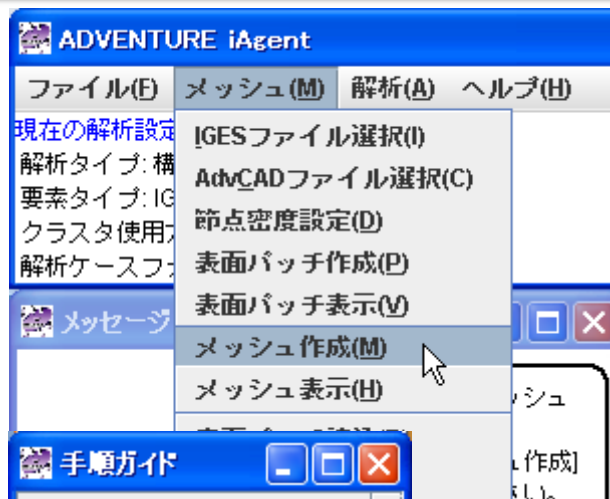 ADVENTURE iAgent
ファイル(F) メッシュ(M) 解析(A) ヘルプ(H)
現在の解析設定
解析タイプ: 構
要素タイプ: IG
クラスタ使用
解析ケースフ
IGESファイル選択(I)
AdvCADファイル選択(C)
節点密度設定(D)
表面パッチ作成(P)
表面パッチ表示(V)
メッシュ作成(M)
メッシュ表示(H)
メッセージ
ッシュ
作成]
手順ガイド